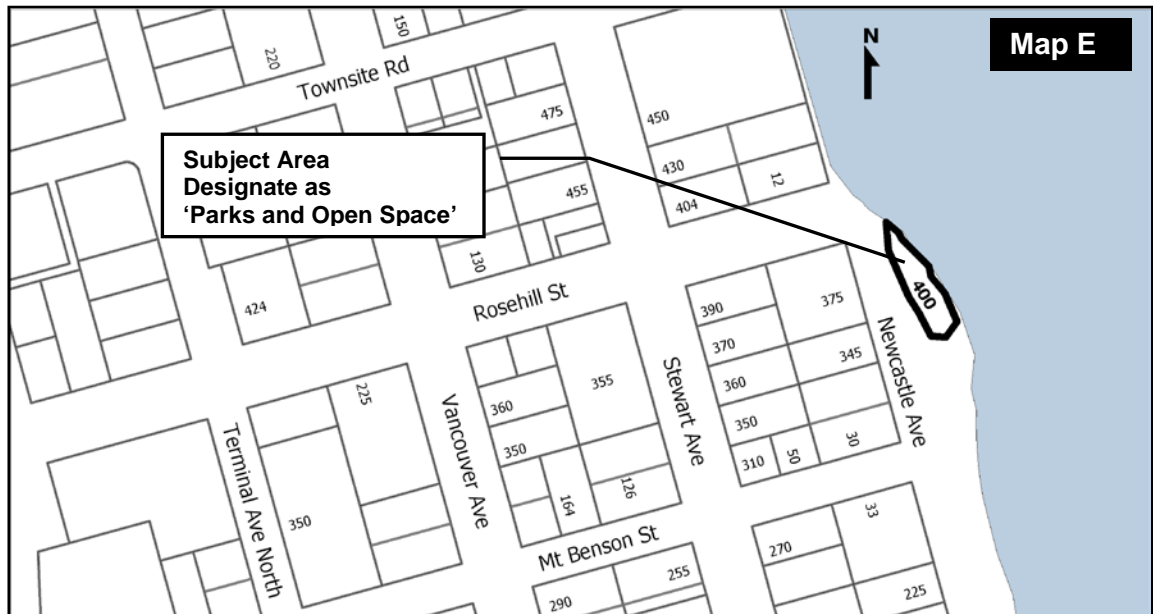 Map E
N
150
220
Townsite Rd
475
450
Subject Area
Designate as
‘Parks and Open Space’
430
12
455
404
130
424
Rosehill St
400
390
375
370
Newcastle Ave
345
360
Stewart Ave
355
225
360
Vancouver Ave
350
350
30
310
50
Terminal Ave North
126
164
350
33
Mt Benson St
270
255
290
225